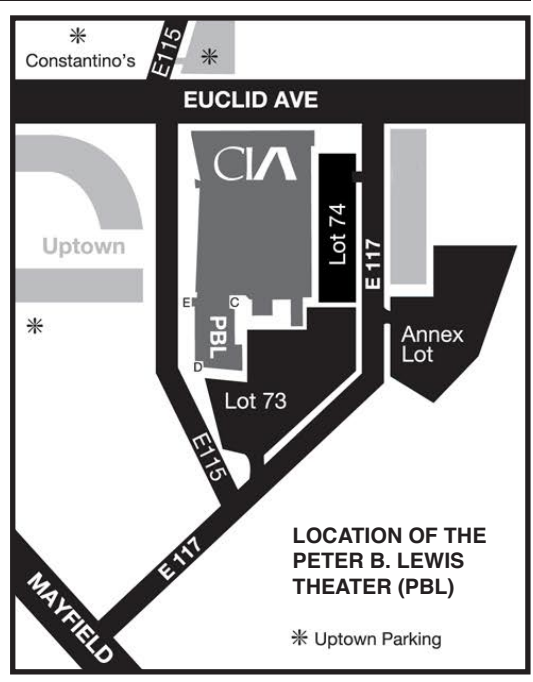 Constantino's
E115
EUCLID AVE
CIA
Lot 74
E 117
Uptown
E
C
PBL
D
Annex
Lot
Lot 73
E115
E 117
MAYFIELD
LOCATION OF THE
PETER B. LEWIS
THEATER (PBL)
Uptown Parking